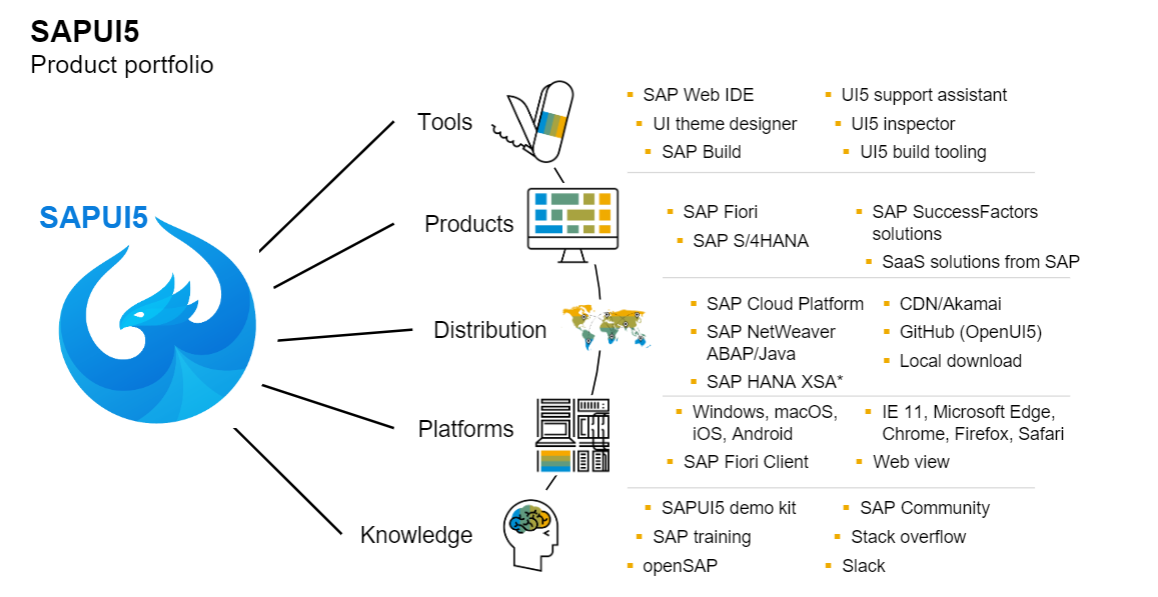 SAPUI5
Product portfolio
SAPUI5
Tools
SAP Web IDE
UI theme designer
SAP Build
UI5 support assistant
UI5 inspector
UI5 build tooling
Products
SAP Fiori
SAP S/4HANA
SAP SuccessFactors
solutions
SaaS solutions from SAP
Distribution
SAP Cloud Platform
SAP NetWeaver
ABAP/Java
SAP HANA XSA*
CDN/Akamai
GitHub (OpenUI5)
Local download
Platforms
Windows, macOS,
iOS, Android
SAP Fiori Client
IE 11, Microsoft Edge,
Chrome, Firefox, Safari
Web view
Knowledge
SAPUI5 demo kit
SAP training
openSAP
SAP Community
Stack overflow
Slack